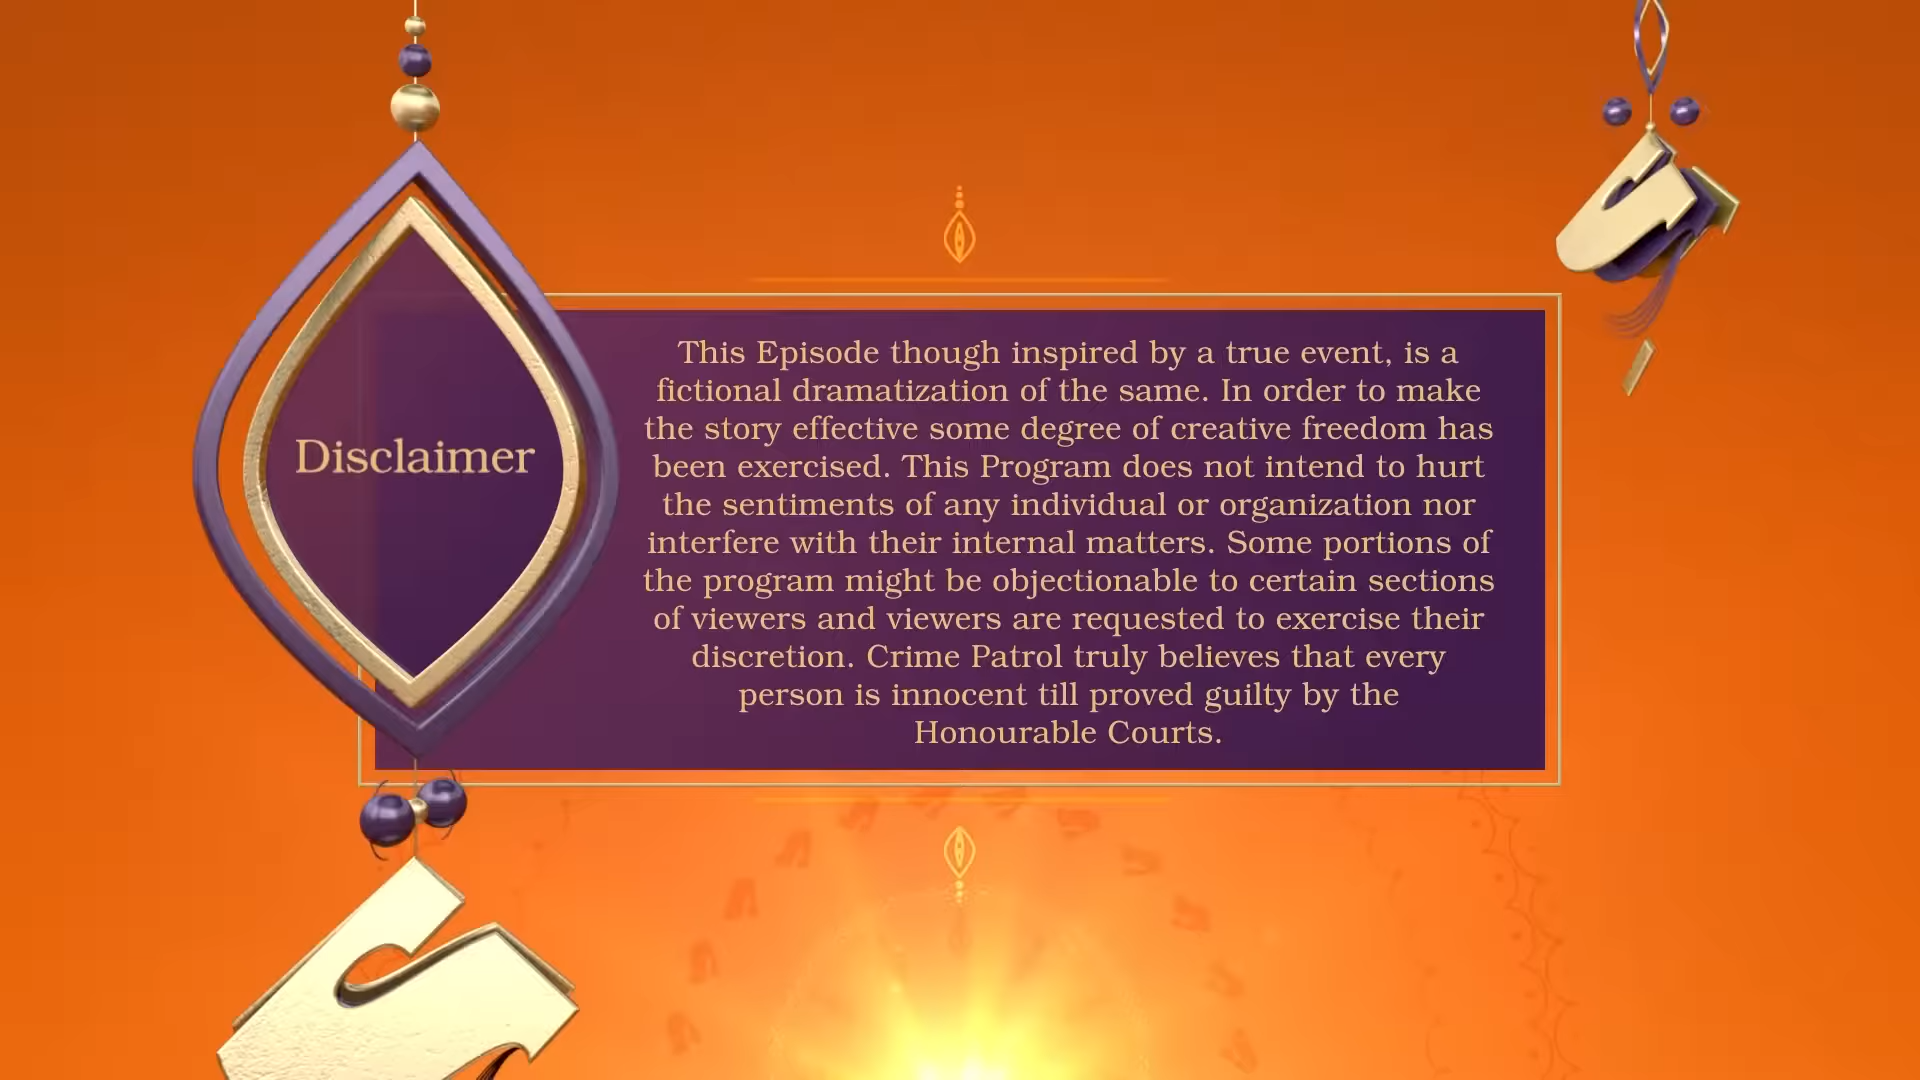 Disclaimer
This Episode though inspired by a true event, is a
fictional dramatization of the same. In order to make
the story effective some degree of creative freedom has
been exercised. This Program does not intend to hurt
the sentiments of any individual or organization nor
interfere with their internal matters. Some portions of
the program might be objectionable to certain sections
of viewers and viewers are requested to exercise their
discretion. Crime Patrol truly believes that every
person is innocent till proved guilty by the
Honourable Courts.